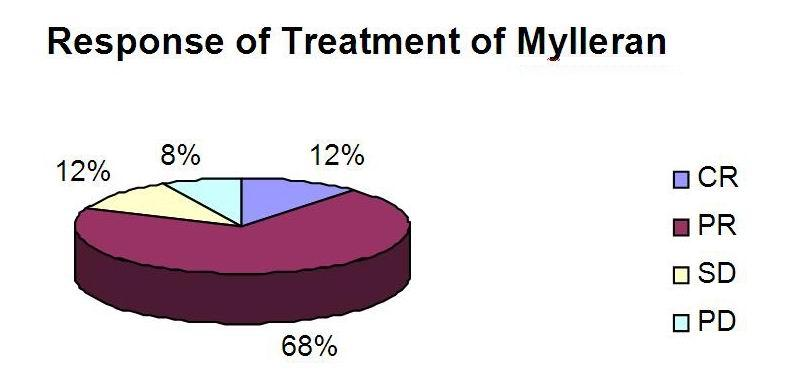 Response of Treatment of Mylleran
8%
12%
12%
68%
CR
PR
SD
PD